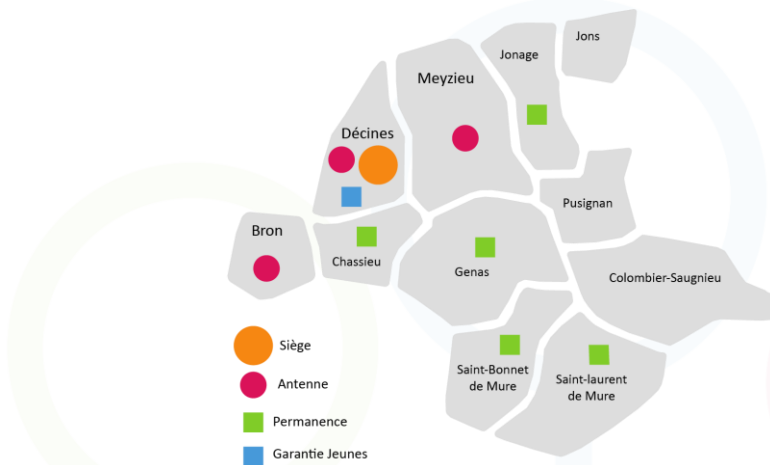 Jons
Jonage
Meyzieu
Décines
Pusignan
Bron
Chassieu
Genas
Colombier-Saugnieu
Siège
Saint-Bonnet
de Mure
Saint-laurent
de Mure
Antenne
Permanence
Garantie Jeunes